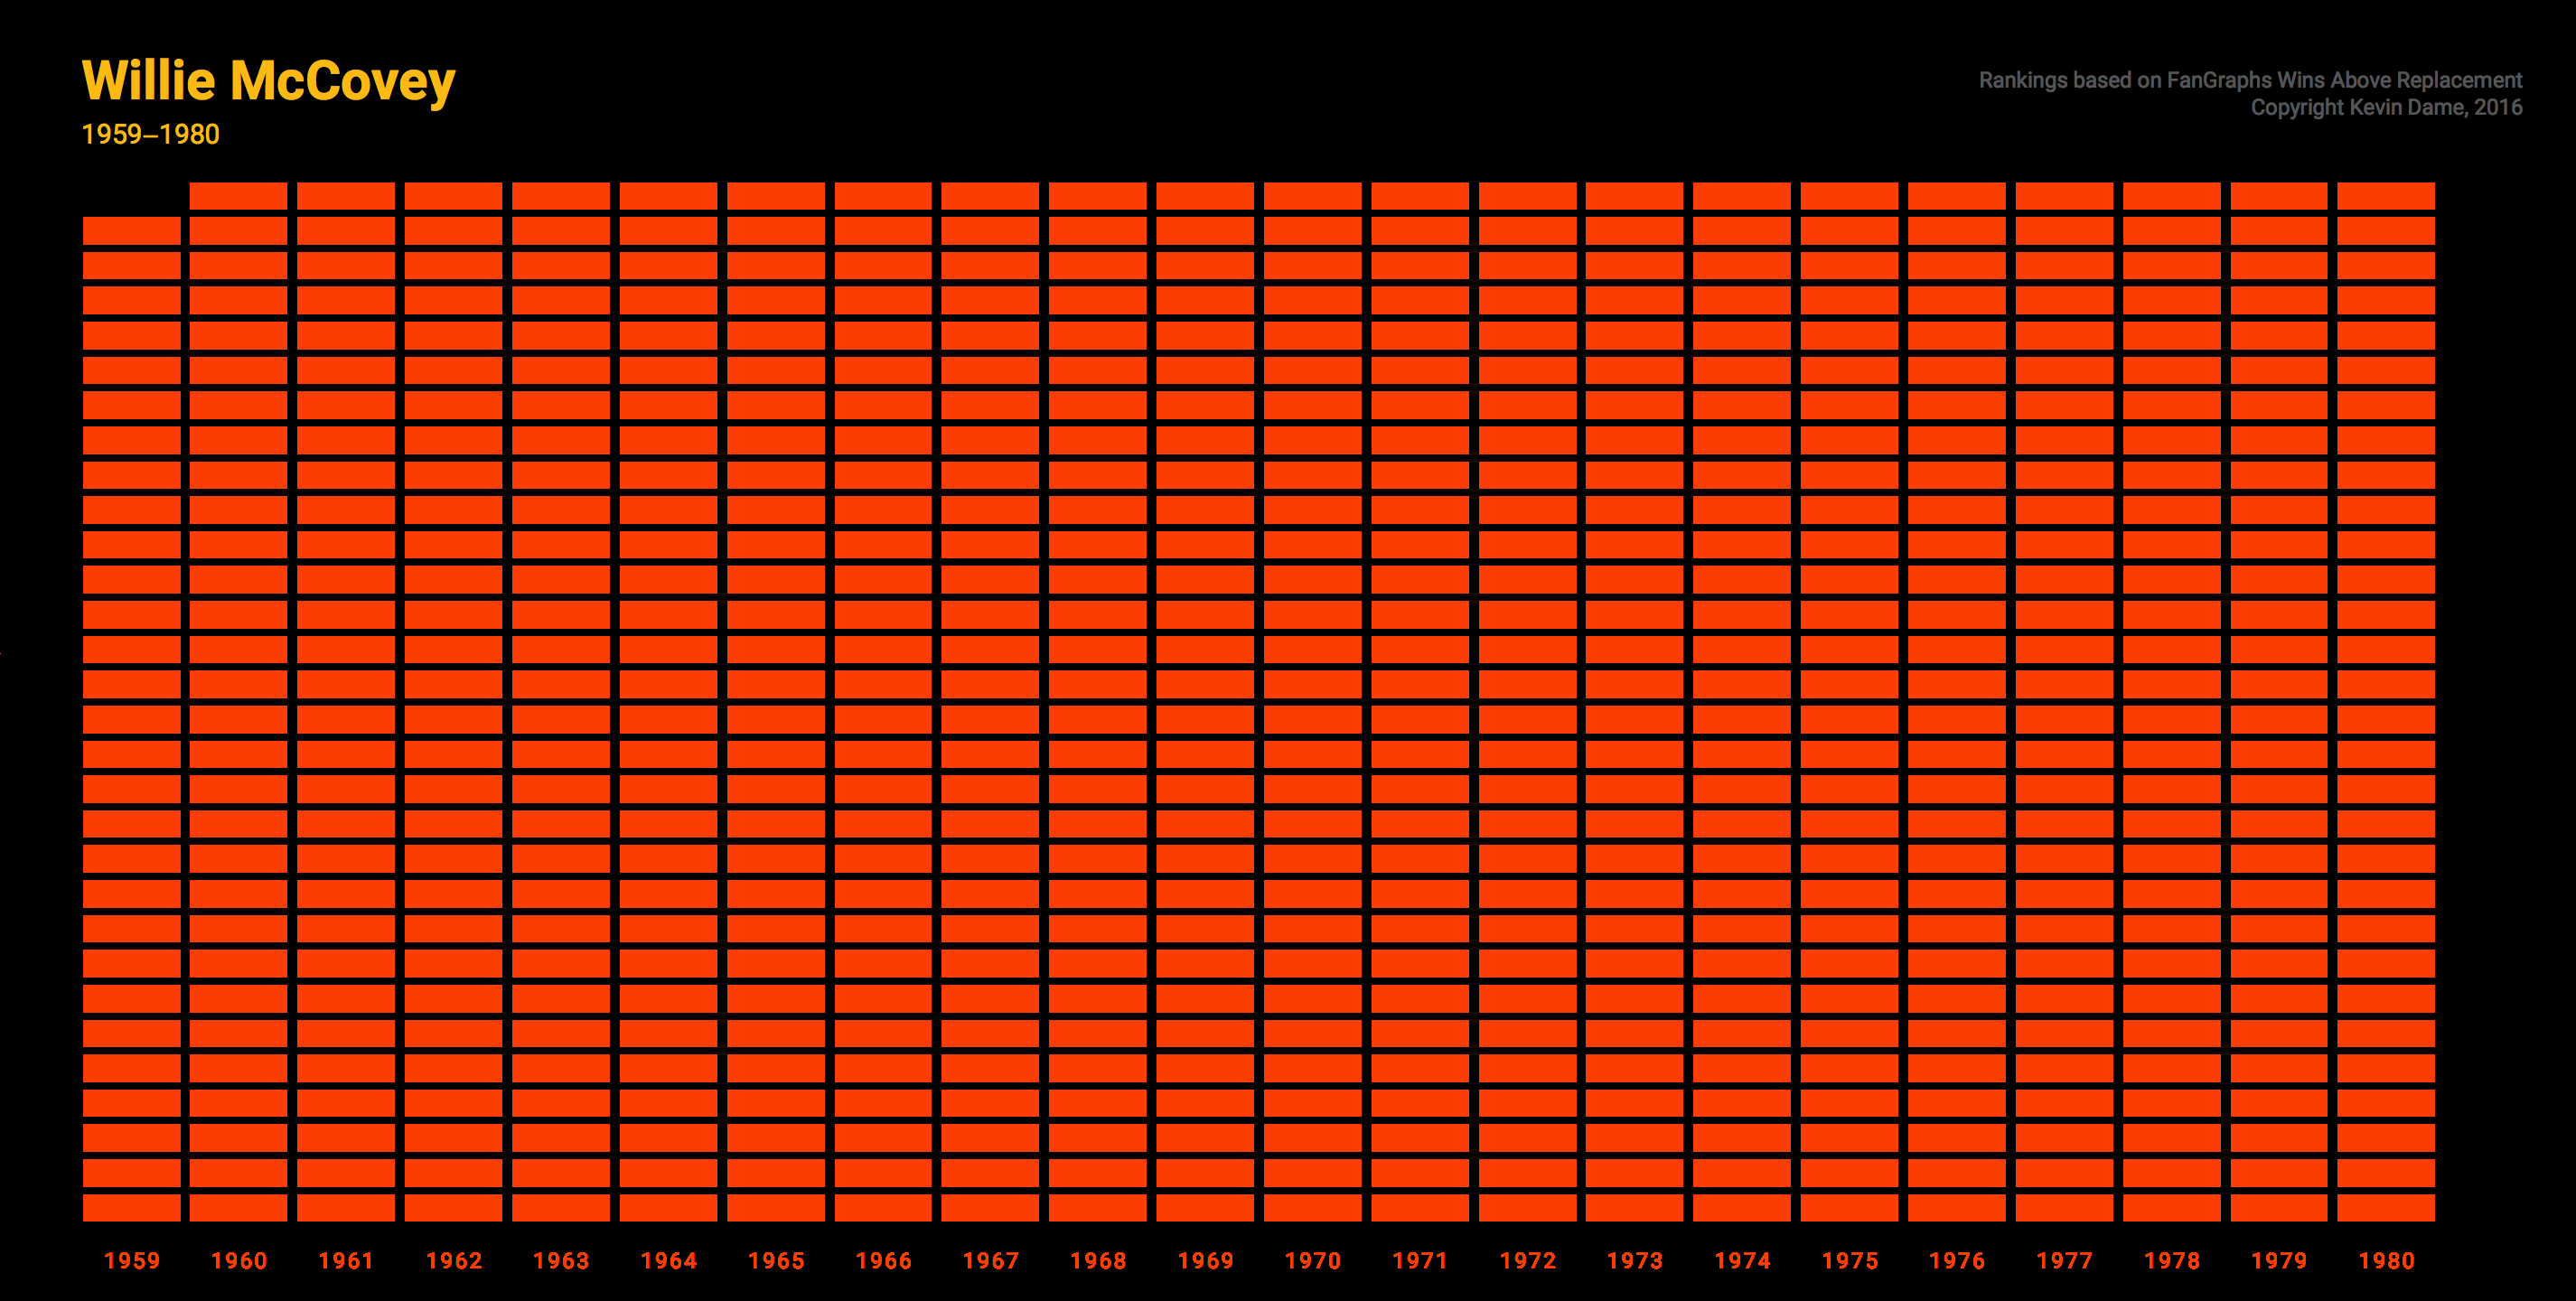 Willie McCovey
1959–1980
Rankings based on FanGraphs Wins Above Replacement
Copyright Kevin Dame, 2016
1959 1960 1961 1962 1963 1964 1965 1966 1967 1968 1969 1970 1971 1972 1973 1974 1975 1976 1977 1978 1979 1980